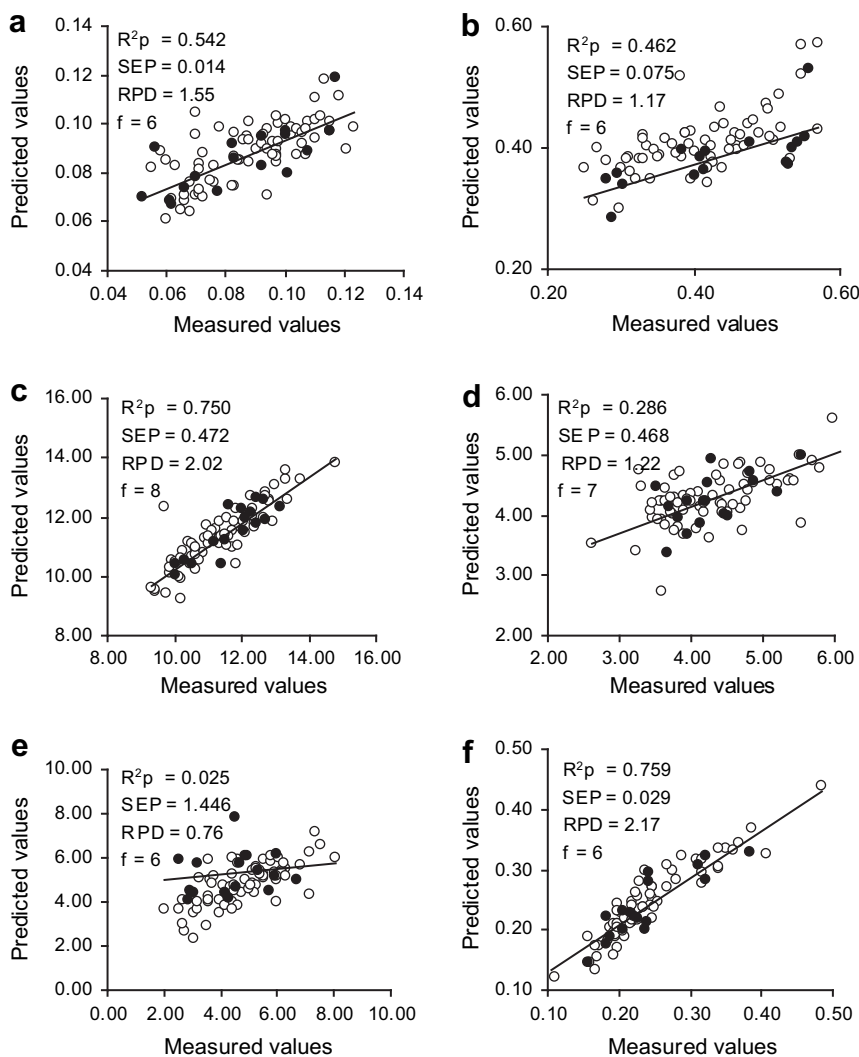 a
R²p = 0.542
SEP = 0.014
RPD = 1.55
f = 6
0.14
0.12
0.10
0.08
0.06
0.04
Predicted values
0.04 0.06 0.08 0.10 0.12 0.14
Measured values
b
R²p = 0.462
SEP = 0.075
RPD = 1.17
f = 6
0.60
0.40
0.20
Predicted values
0.20 0.40 0.60
Measured values
c
R²p = 0.750
SEP = 0.472
RPD = 2.02
f = 8
16.00
14.00
12.00
10.00
8.00
Predicted values
8.00 10.00 12.00 14.00 16.00
Measured values
d
R²p = 0.286
SEP = 0.468
RPD = 1.22
f = 7
6.00
5.00
4.00
3.00
2.00
Predicted values
2.00 3.00 4.00 5.00 6.00
Measured values
e
R²p = 0.025
SEP = 1.446
RPD = 0.76
f = 6
10.00
8.00
6.00
4.00
2.00
0.00
Predicted values
0.00 2.00 4.00 6.00 8.00 10.00
Measured values
f
R²p = 0.759
SEP = 0.029
RPD = 2.17
f = 6
0.50
0.40
0.30
0.20
0.10
Predicted values
0.10 0.20 0.30 0.40 0.50
Measured values